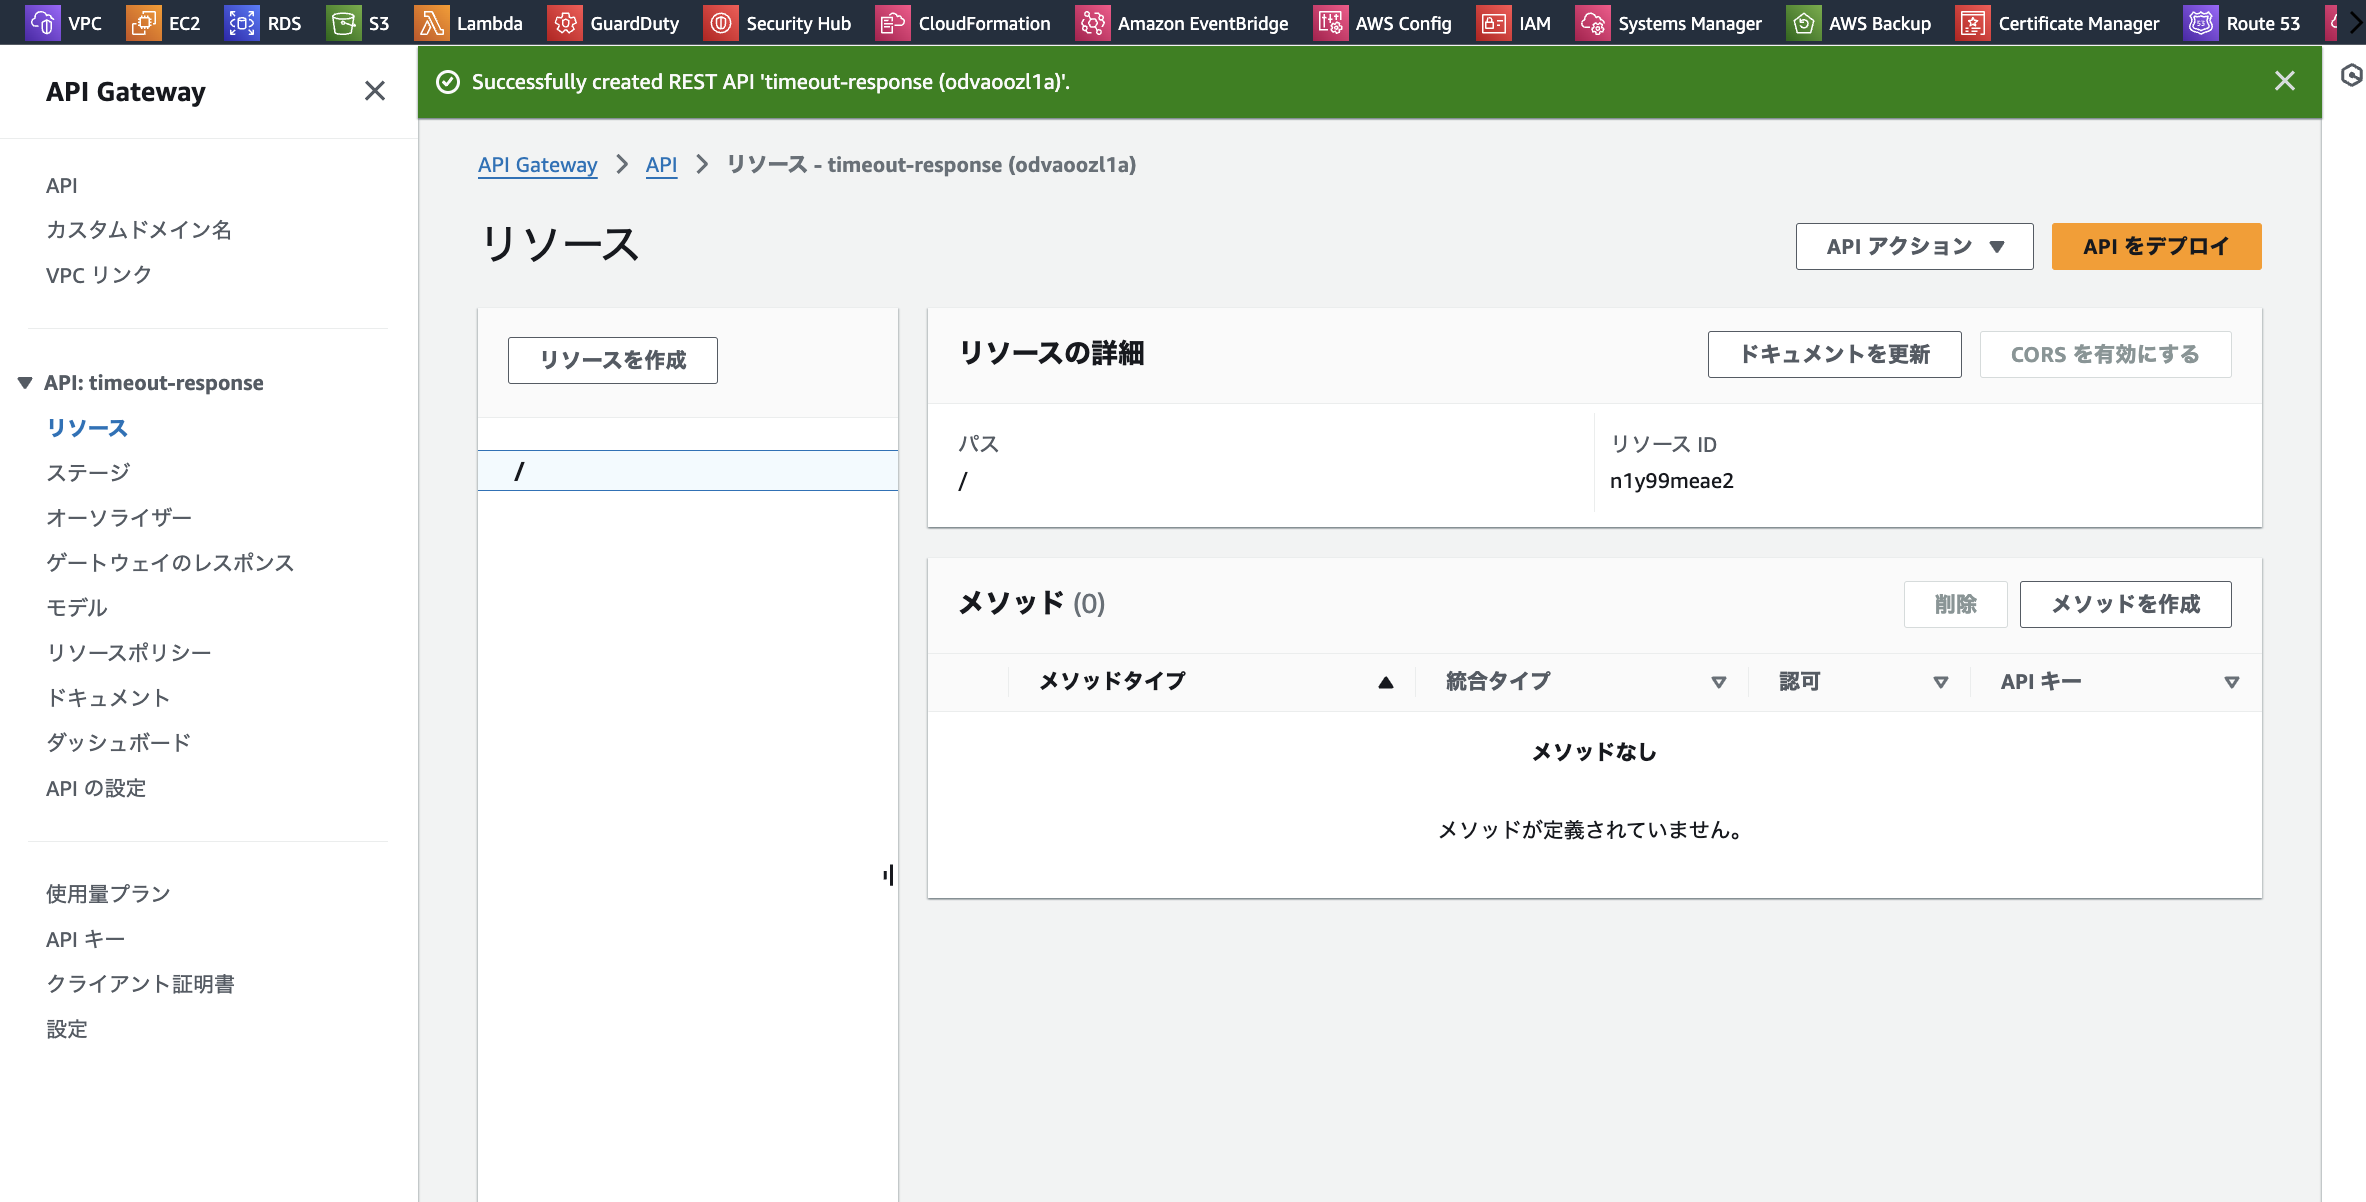 VPC EC2 RDS S3 Lambda GuardDuty Security Hub CloudFormation Amazon EventBridge AWS Config IAM Systems Manager AWS Backup Certificate Manager Route 53
API Gateway
Successfully created REST API 'timeout-response (odvaoozl1a)'.
API
カスタムドメイン名
VPC リンク
API: timeout-response
リソース
ステージ
オーソライザー
ゲートウェイのレスポンス
モデル
リソースポリシー
ドキュメント
ダッシュボード
API の設定
使用量プラン
API キー
クライアント証明書
設定
API Gateway > API > リソース - timeout-response (odvaoozl1a)
リソース
API アクション
API をデプロイ
リソースを作成
/
リソースの詳細
ドキュメントを更新
CORS を有効にする
パス
/
リソース ID
n1y99meae2
メソッド (0)
削除
メソッドを作成
メソッドタイプ 統合タイプ 認可 API キー
メソッドなし
メソッドが定義されていません。